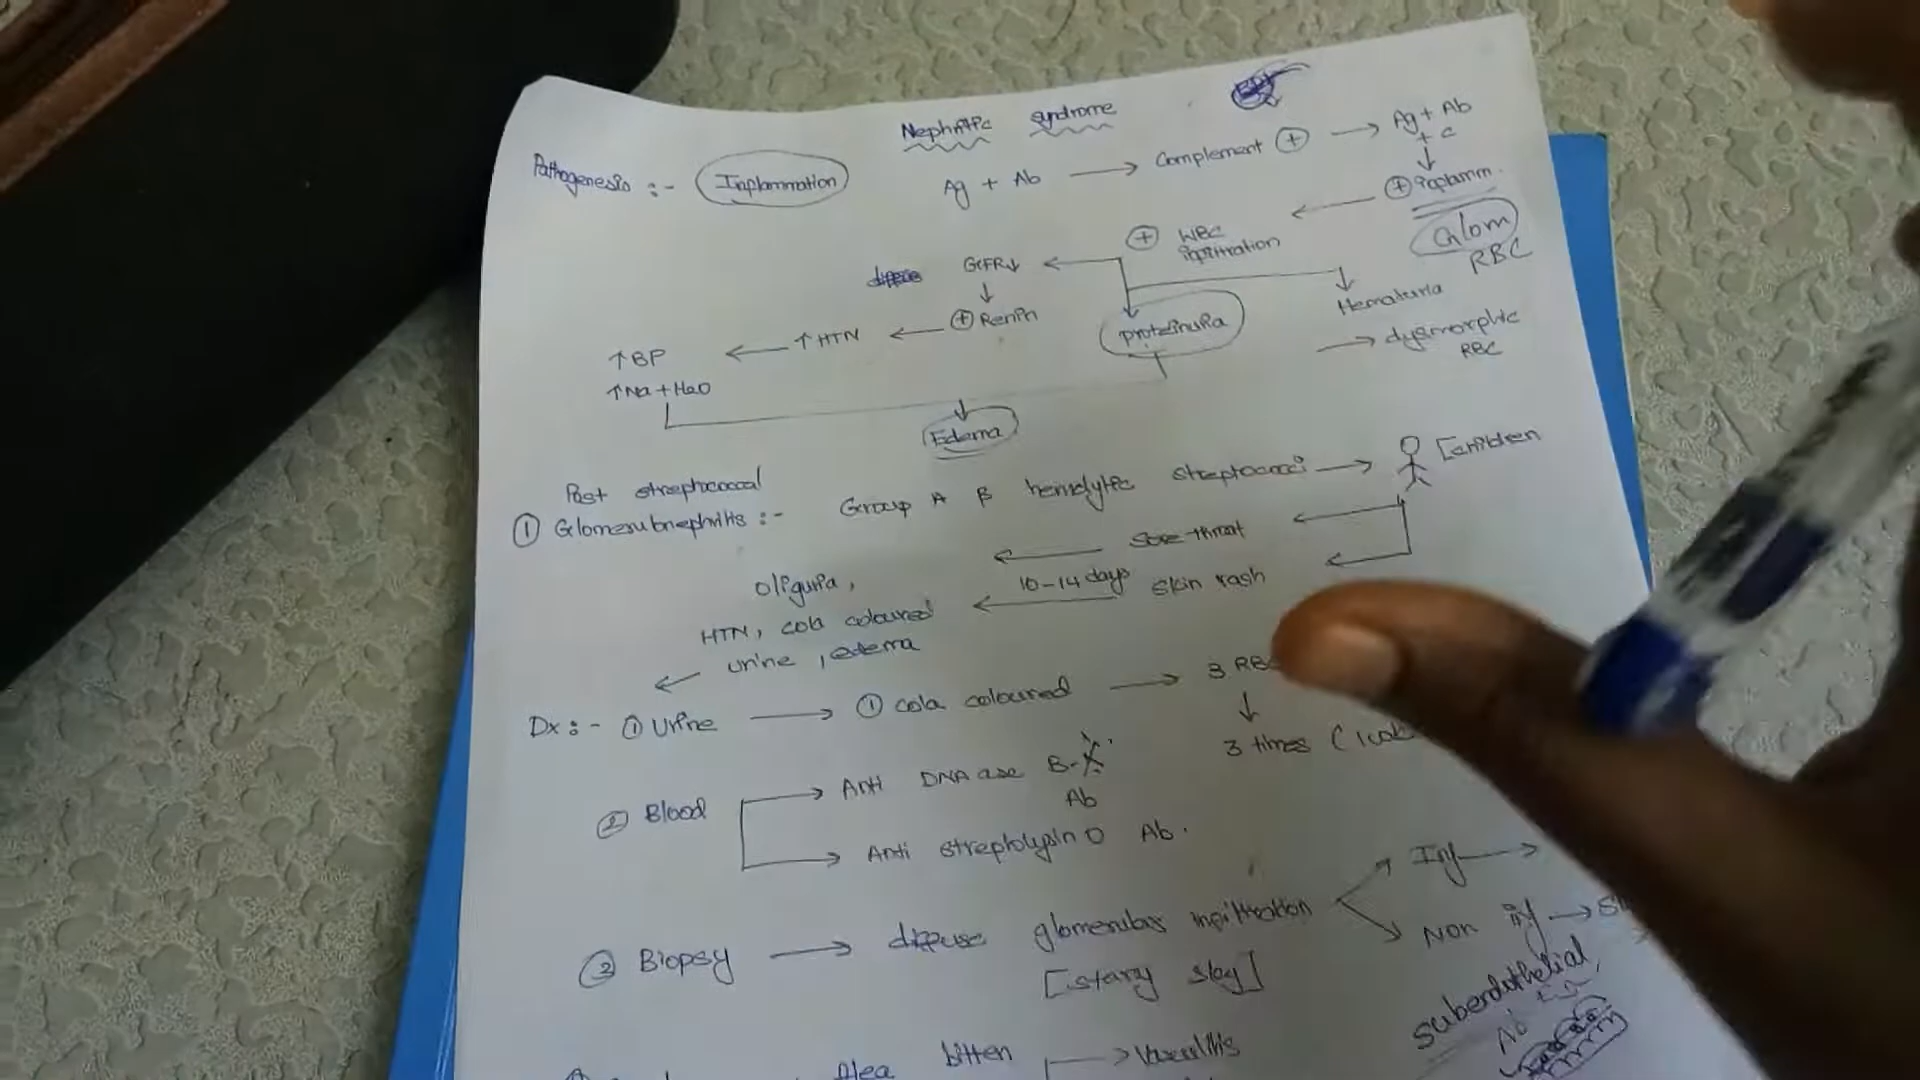 Nephritic syndrome
Pathogenesis :- Inflammation Ag + Ab → Complement ⊕ → Ag + Ab + C
↓
⊕ inflamm.
Glom
RBC
← ⊕ WBC infiltration
GFR↓ ←
↓
⊕ Renin
Proteinuria
Hematuria
→ dysmorphic RBC
↑BP ← ↑HTN ←
↑Na + H2O
Edema
Post streptococcal
① Glomerulonephritis :- Group A β hemolytic streptococci → [children
← sore throat
10-14 days skin rash
oliguria,
HTN, cola coloured
urine, edema
Dx :- ① Urine → ① cola coloured → 3 RBC
↓
3 times
② Blood → Anti DNA ase B-
Ab
→ Anti streptolysin O Ab.
③ Biopsy → diffuse glomerular infiltration → Inf →
→ Non inf →
[stary sky]
subendothelial
Ab
flea bitten → Vasculitis